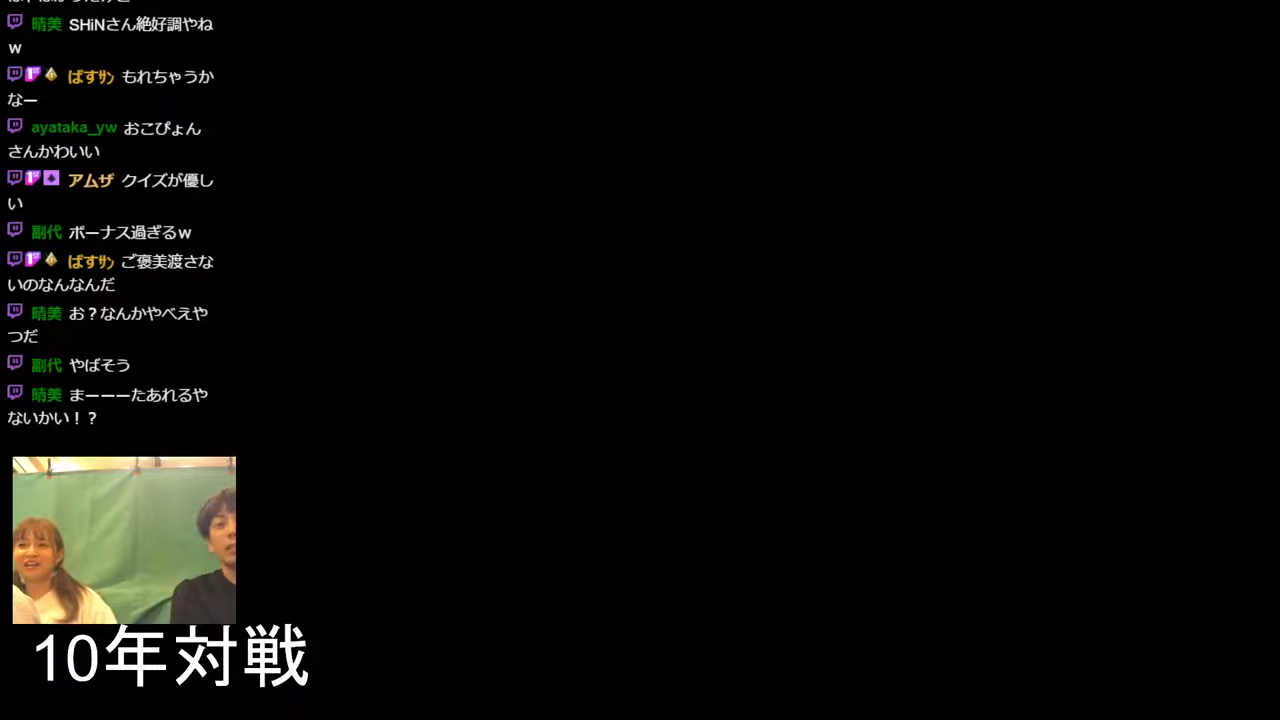 晴美 SHiNさん絶好調やね
w
ばすｻﾝ もれちゃうか
なー
ayataka_yw おこぴょん
さんかわいい
アムザ クイズが優し
い
副代 ボーナス過ぎるw
ばすｻﾝ ご褒美渡さな
いのなんなんだ
晴美 お？なんかやべえや
つだ
副代 やばそう
晴美 まーーーたあれるや
ないかい！？
10年対戦